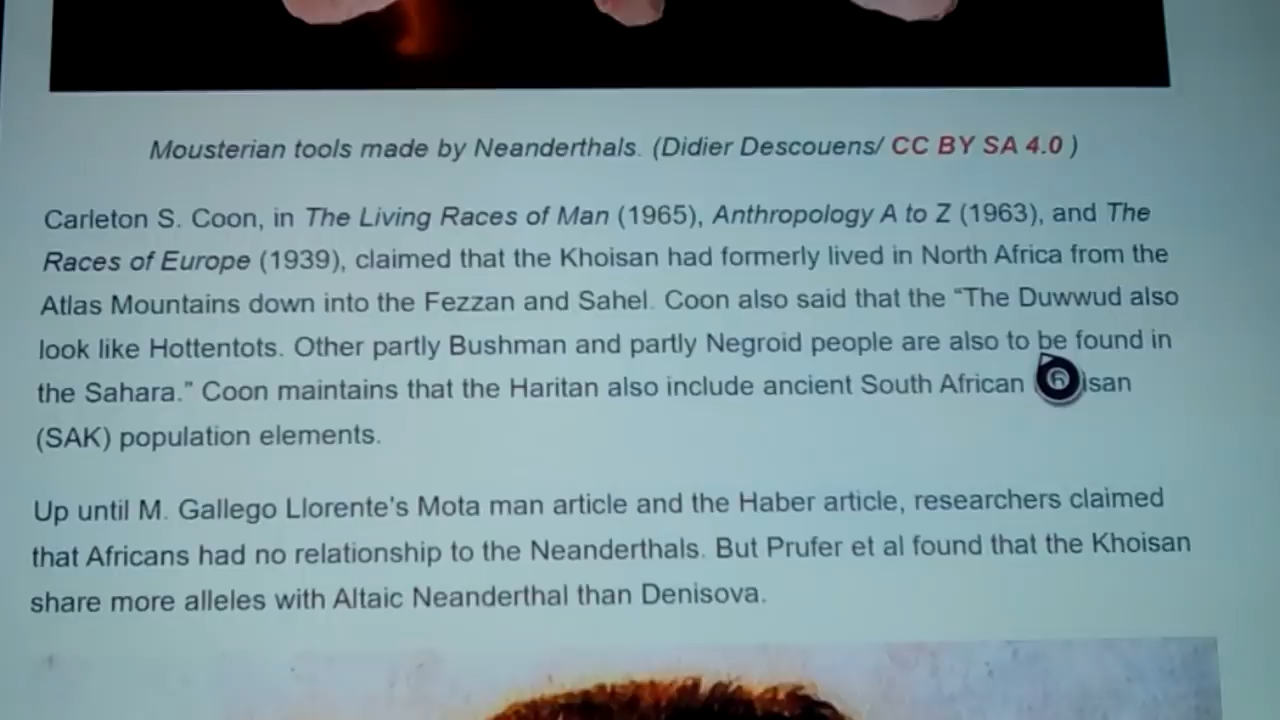 Mousterian tools made by Neanderthals. (Didier Descouens/ CC BY SA 4.0 )
Carleton S. Coon, in The Living Races of Man (1965), Anthropology A to Z (1963), and The
Races of Europe (1939), claimed that the Khoisan had formerly lived in North Africa from the
Atlas Mountains down into the Fezzan and Sahel. Coon also said that the “The Duwwud also
look like Hottentots. Other partly Bushman and partly Negroid people are also to be found in
the Sahara.” Coon maintains that the Haritan also include ancient South African isan
(SAK) population elements.
Up until M. Gallego Llorente's Mota man article and the Haber article, researchers claimed
that Africans had no relationship to the Neanderthals. But Prufer et al found that the Khoisan
share more alleles with Altaic Neanderthal than Denisova.